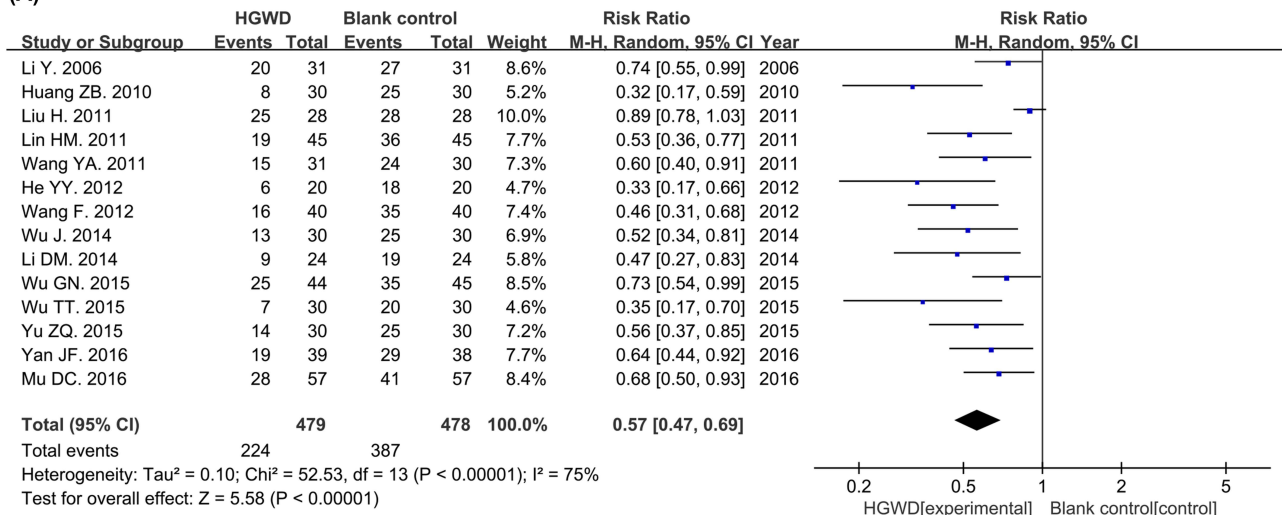 HGWD Blank control Risk Ratio Risk Ratio
Study or Subgroup Events Total Events Total Weight M-H, Random, 95% CI Year M-H, Random, 95% CI
Li Y. 2006 20 31 27 31 8.6% 0.74 [0.55, 0.99] 2006
Huang ZB. 2010 8 30 25 30 5.2% 0.32 [0.17, 0.59] 2010
Liu H. 2011 25 28 28 28 10.0% 0.89 [0.78, 1.03] 2011
Lin HM. 2011 19 45 36 45 7.7% 0.53 [0.36, 0.77] 2011
Wang YA. 2011 15 31 24 30 7.3% 0.60 [0.40, 0.91] 2011
He YY. 2012 6 20 18 20 4.7% 0.33 [0.17, 0.66] 2012
Wang F. 2012 16 40 35 40 7.4% 0.46 [0.31, 0.68] 2012
Wu J. 2014 13 30 25 30 6.9% 0.52 [0.34, 0.81] 2014
Li DM. 2014 9 24 19 24 5.8% 0.47 [0.27, 0.83] 2014
Wu GN. 2015 25 44 35 45 8.5% 0.73 [0.54, 0.99] 2015
Wu TT. 2015 7 30 20 30 4.6% 0.35 [0.17, 0.70] 2015
Yu ZQ. 2015 14 30 25 30 7.2% 0.56 [0.37, 0.85] 2015
Yan JF. 2016 19 39 29 38 7.7% 0.64 [0.44, 0.92] 2016
Mu DC. 2016 28 57 41 57 8.4% 0.68 [0.50, 0.93] 2016
Total (95% CI) 479 478 100.0% 0.57 [0.47, 0.69]
Total events 224 387
Heterogeneity: Tau² = 0.10; Chi² = 52.53, df = 13 (P < 0.00001); I² = 75%
Test for overall effect: Z = 5.58 (P < 0.00001)
0.2 0.5 1 2 5
HGWD[experimental] Blank control[control]